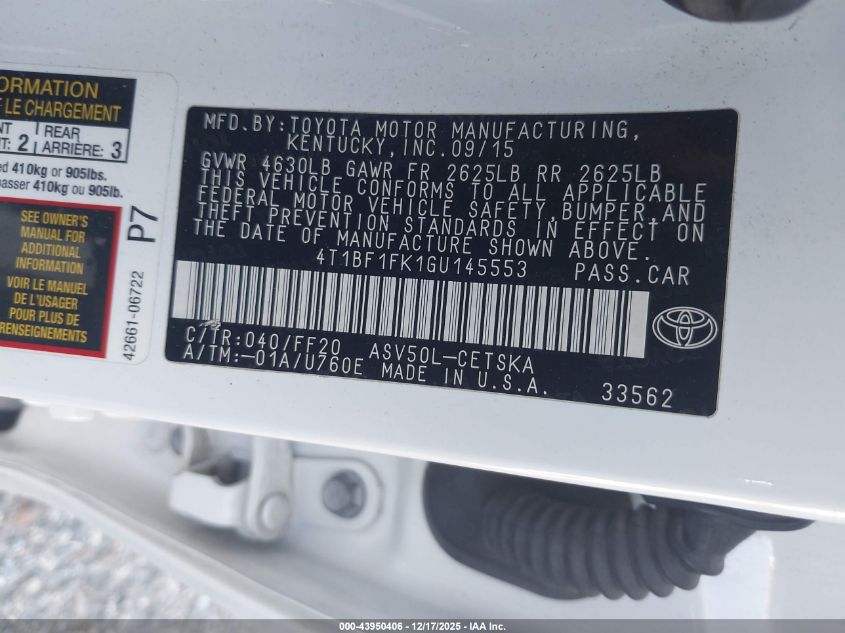 ORMATION
LE CHARGEMENT
NT
NT: 2
REAR
ARRIÈRE: 3
ed 410kg or 905lbs.
passer 410kg ou 905lb.
SEE OWNER'S
MANUAL FOR
ADDITIONAL
INFORMATION
VOIR LE MANUEL
DE L'USAGER
POUR PLUS DE
RENSEIGNEMENTS
P7
42661-06722
MFD.BY:TOYOTA MOTOR MANUFACTURING,
KENTUCKY, INC.09/15
GVWR 4630LB GAWR FR 2625LB RR 2625LB
THIS VEHICLE CONFORMS TO ALL APPLICABLE
FEDERAL MOTOR VEHICLE SAFETY,BUMPER,AND
THEFT PREVENTION STANDARDS IN EFFECT ON
THE DATE OF MANUFACTURE SHOWN ABOVE.
4T1BF1FK1GU145553 PASS.CAR
C/TR:040/FF20 ASV50L-CETSKA
A/TM:-01A/U760E MADE IN U.S.A.
33562
000-43950406 - 12/17/2025 - IAA Inc.